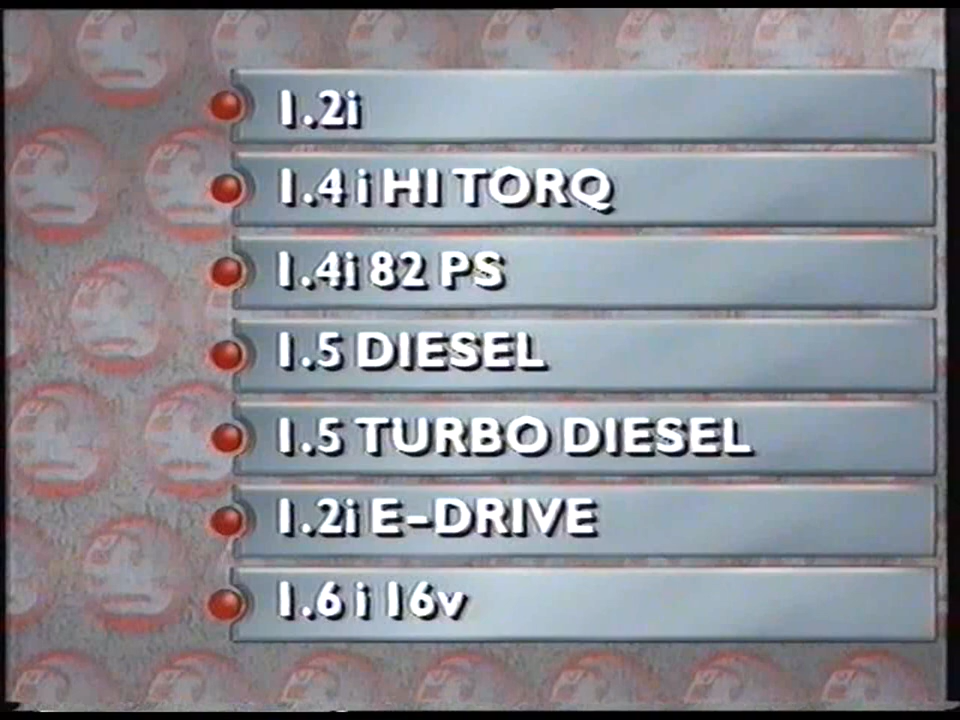 1.2i
1.4 i HI TORQ
1.4i 82 PS
1.5 DIESEL
1.5 TURBO DIESEL
1.2i E-DRIVE
1.6 i 16v